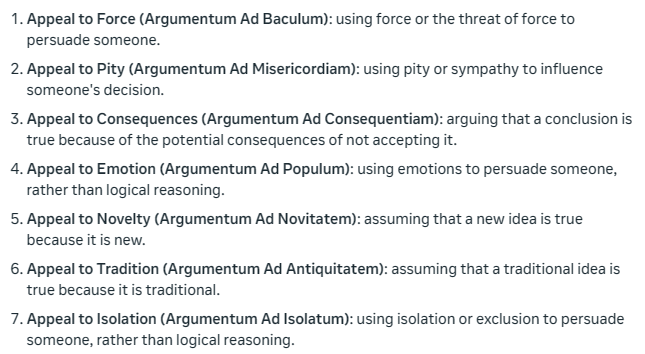 1. Appeal to Force (Argumentum Ad Baculum): using force or the threat of force to
persuade someone.
2. Appeal to Pity (Argumentum Ad Misericordiam): using pity or sympathy to influence
someone's decision.
3. Appeal to Consequences (Argumentum Ad Consequentiam): arguing that a conclusion is
true because of the potential consequences of not accepting it.
4. Appeal to Emotion (Argumentum Ad Populum): using emotions to persuade someone,
rather than logical reasoning.
5. Appeal to Novelty (Argumentum Ad Novitatem): assuming that a new idea is true
because it is new.
6. Appeal to Tradition (Argumentum Ad Antiquitatem): assuming that a traditional idea is
true because it is traditional.
7. Appeal to Isolation (Argumentum Ad Isolatum): using isolation or exclusion to persuade
someone, rather than logical reasoning.